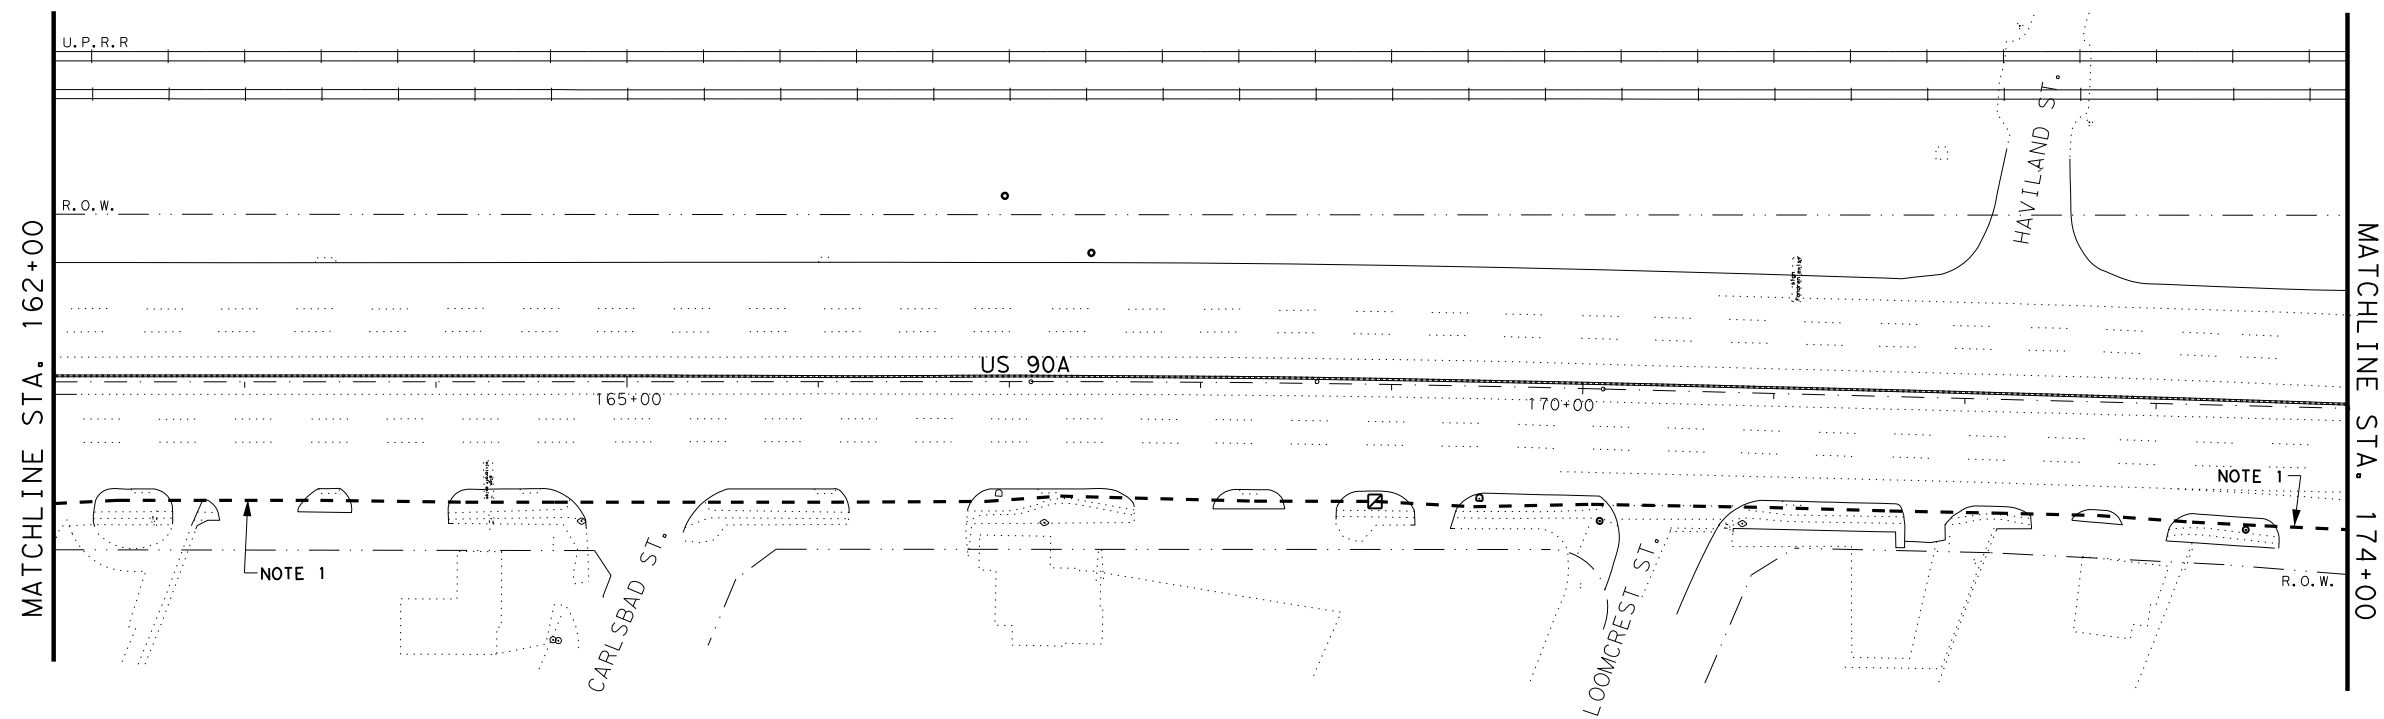 U.P.R.R
R.O.W.
MATCHLINE STA. 162+00
HAVILAND ST.
US 90A
165+00
170+00
NOTE 1
NOTE 1
CARLSBAD ST.
LOOMCREST ST.
R.O.W.
MATCHLINE STA. 174+00